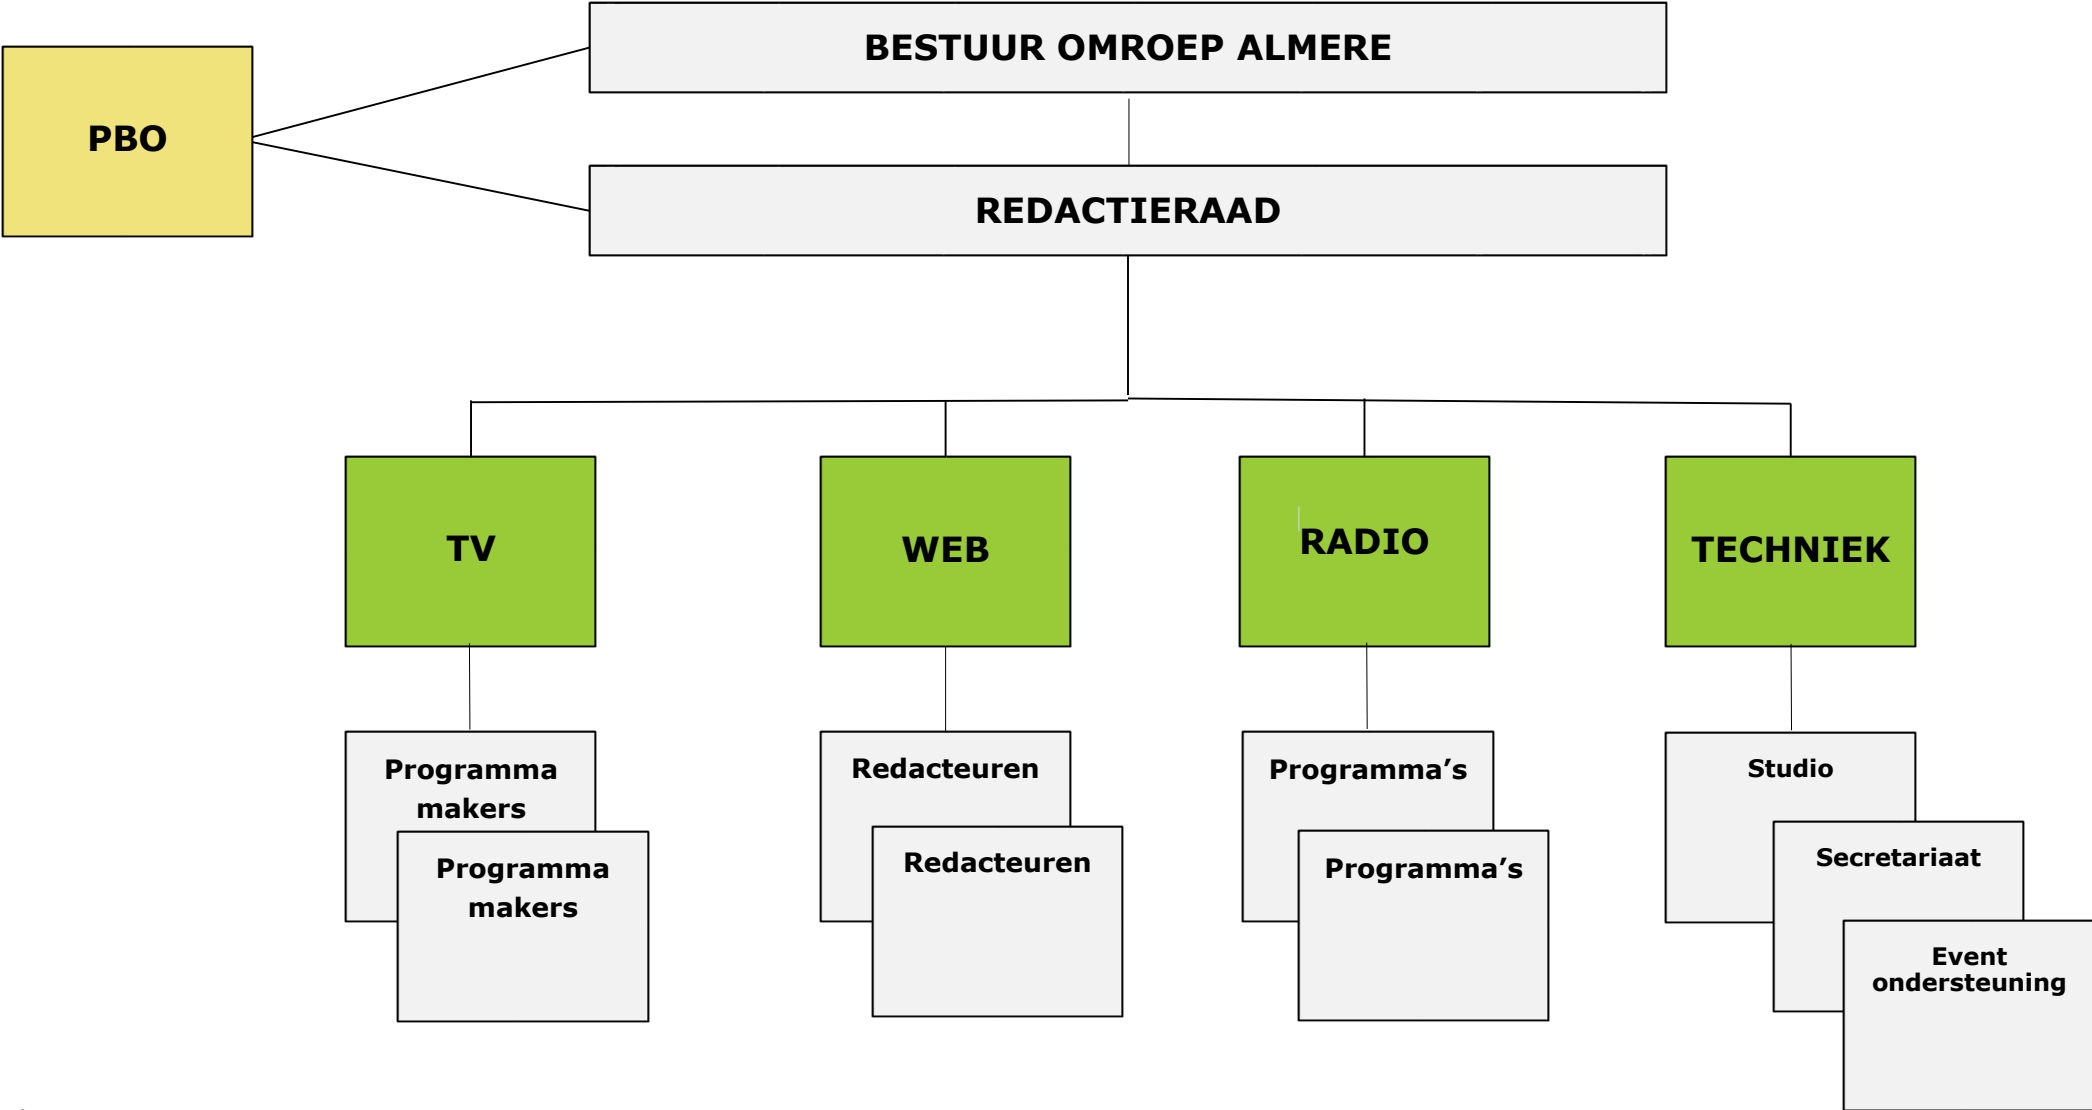 BESTUUR OMROEP ALMERE
PBO
REDACTIERAAD
TV
WEB
RADIO
TECHNIEK
Programma
makers
Programma
makers
Redacteuren
Redacteuren
Programma’s
Programma’s
Studio
Secretariaat
Event
ondersteuning